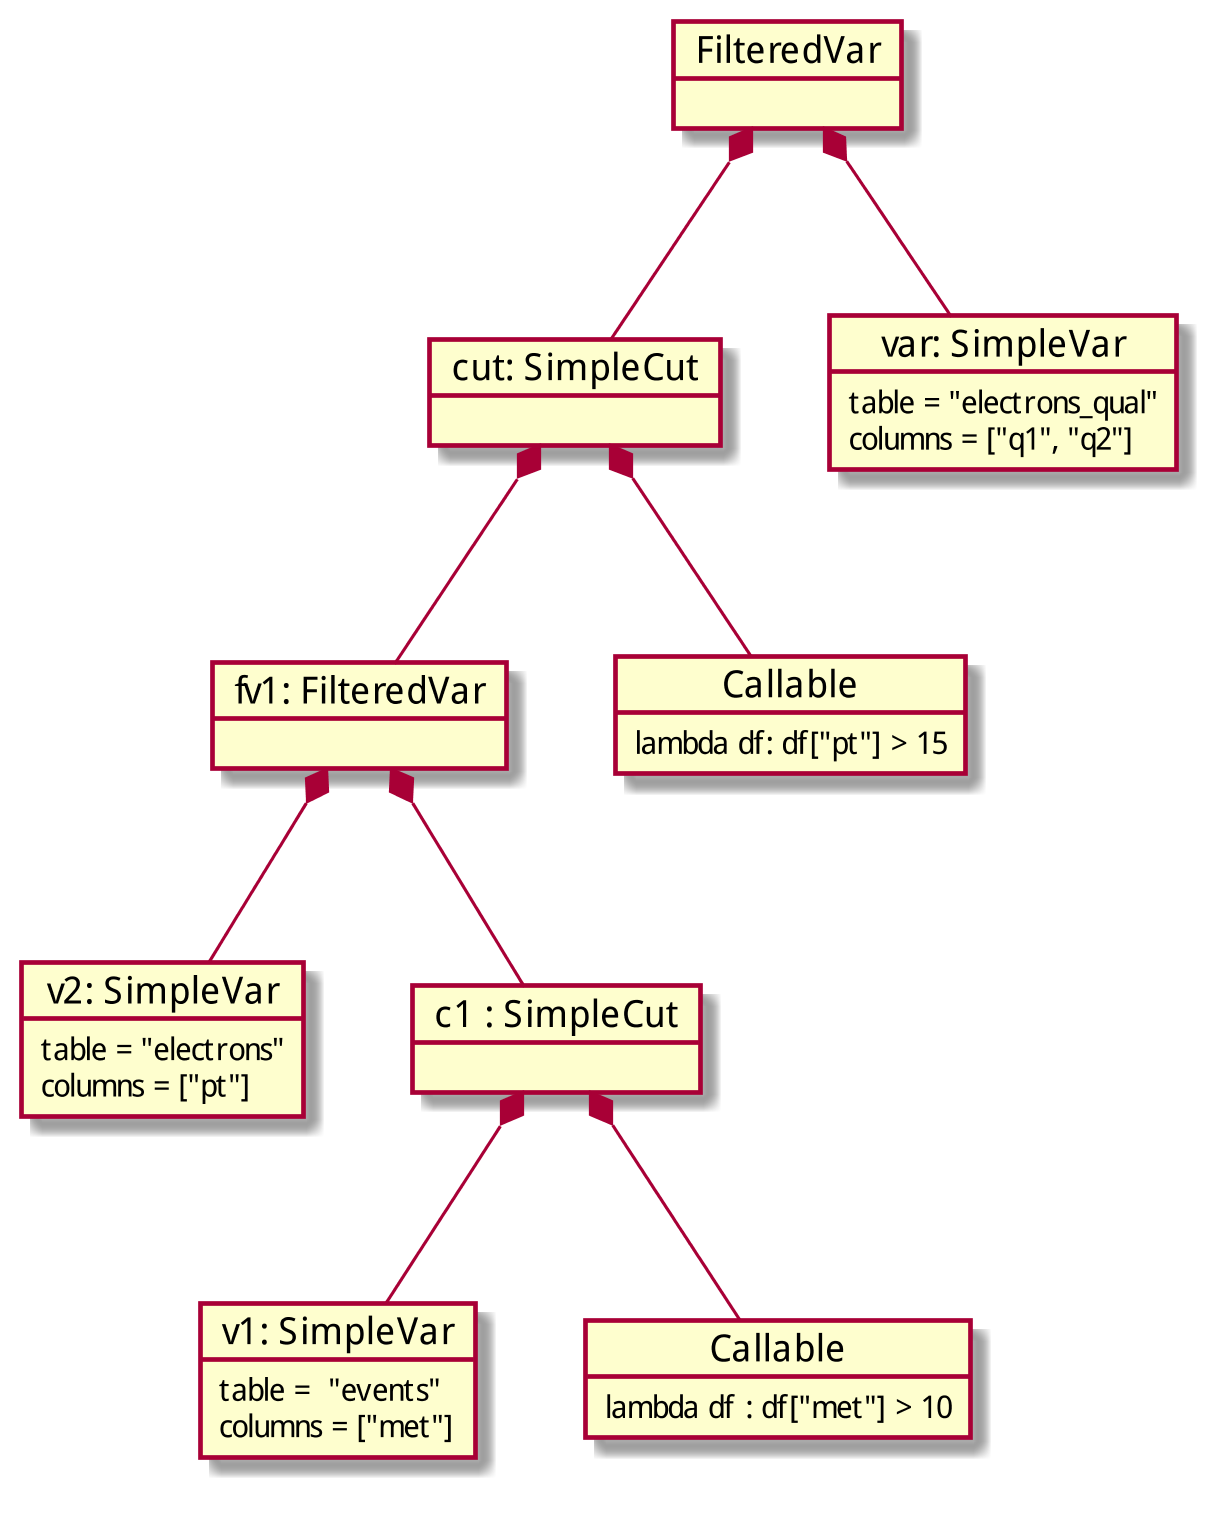 FilteredVar
cut: SimpleCut
var: SimpleVar
table = "electrons_qual"
columns = ["q1", "q2"]
fv1: FilteredVar
Callable
lambda df: df["pt"] > 15
v2: SimpleVar
table = "electrons"
columns = ["pt"]
c1 : SimpleCut
v1: SimpleVar
table =  "events"
columns = ["met"]
Callable
lambda df : df["met"] > 10